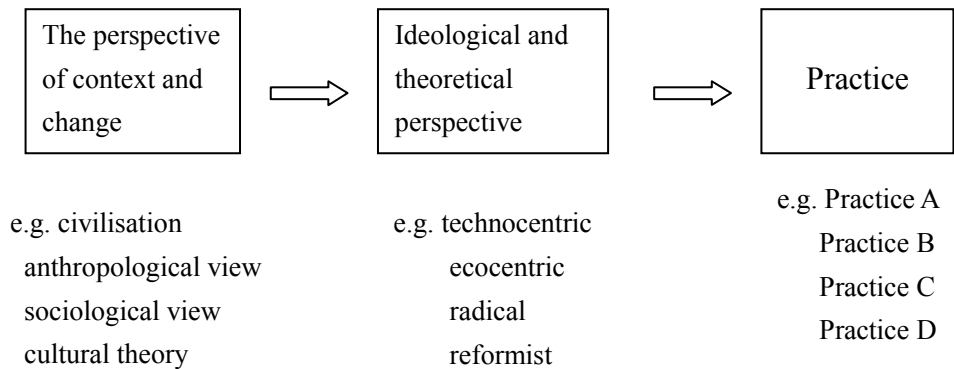 The perspective
of context and
change
Ideological and
theoretical
perspective
Practice
e.g. civilisation
anthropological view
sociological view
cultural theory
e.g. technocentric
ecocentric
radical
reformist
e.g. Practice A
Practice B
Practice C
Practice D